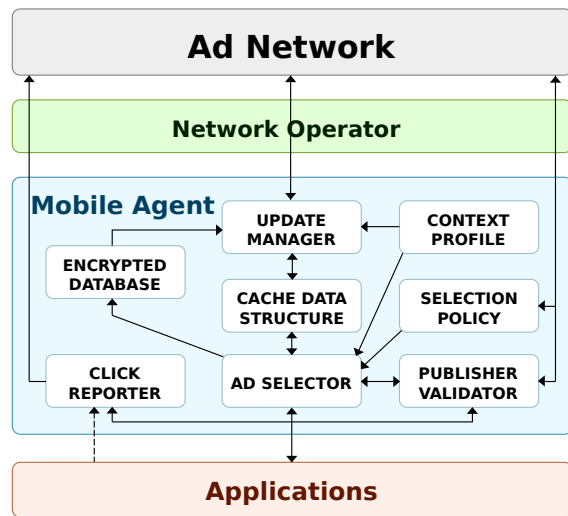 Ad Network
Network Operator
Mobile Agent
UPDATE
MANAGER
CONTEXT
PROFILE
ENCRYPTED
DATABASE
CACHE DATA
STRUCTURE
SELECTION
POLICY
CLICK
REPORTER
AD SELECTOR
PUBLISHER
VALIDATOR
Applications